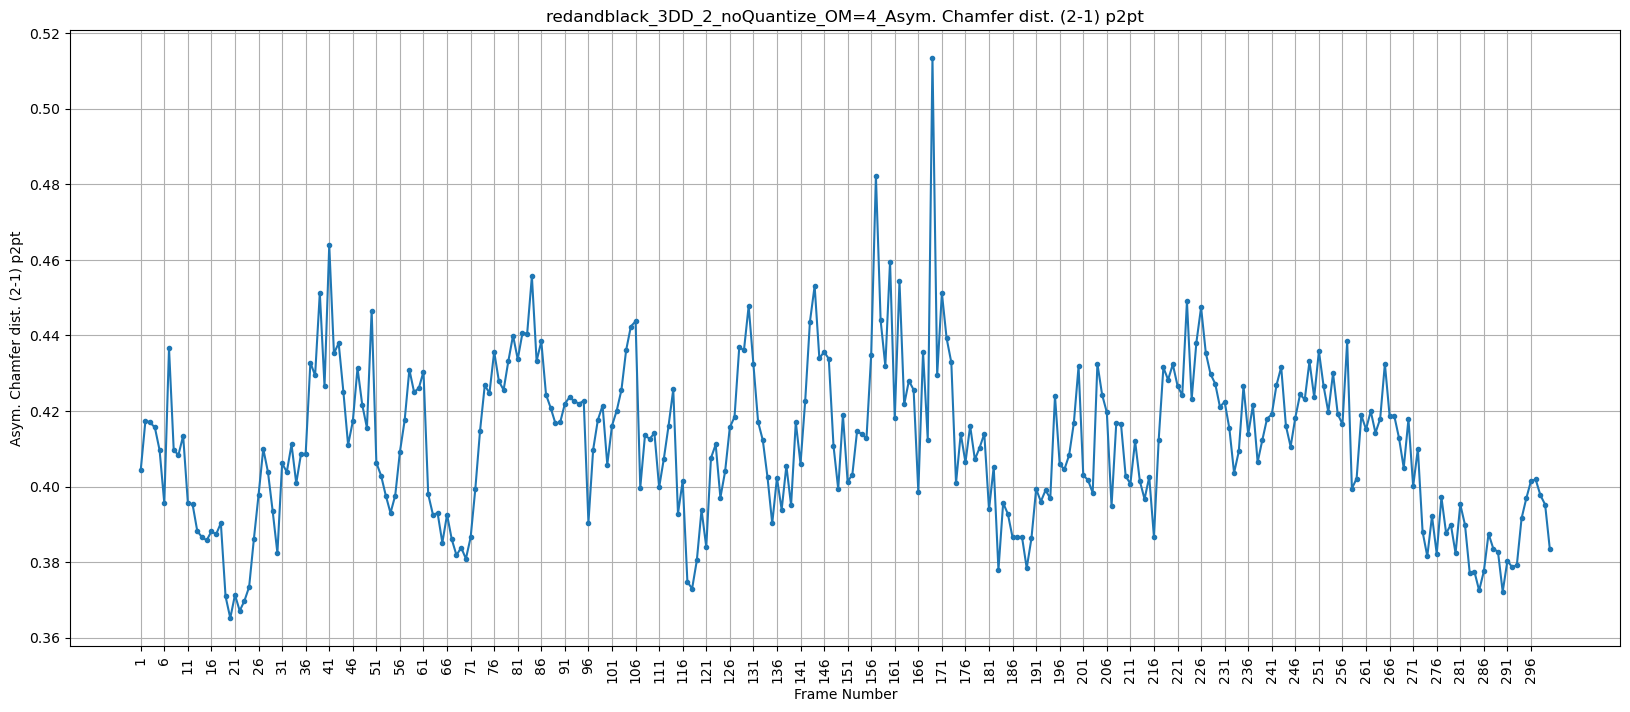 redandblack_3DD_2_noQuantize_OM=4_Asym. Chamfer dist. (2-1) p2pt
Asym. Chamfer dist. (2-1) p2pt
0.52
0.50
0.48
0.46
0.44
0.42
0.40
0.38
0.36
1 6 11 16 21 26 31 36 41 46 51 56 61 66 71 76 81 86 91 96 101 106 111 116 121 126 131 136 141 146 151 156 161 166 171 176 181 186 191 196 201 206 211 216 221 226 231 236 241 246 251 256 261 266 271 276 281 286 291 296
Frame Number